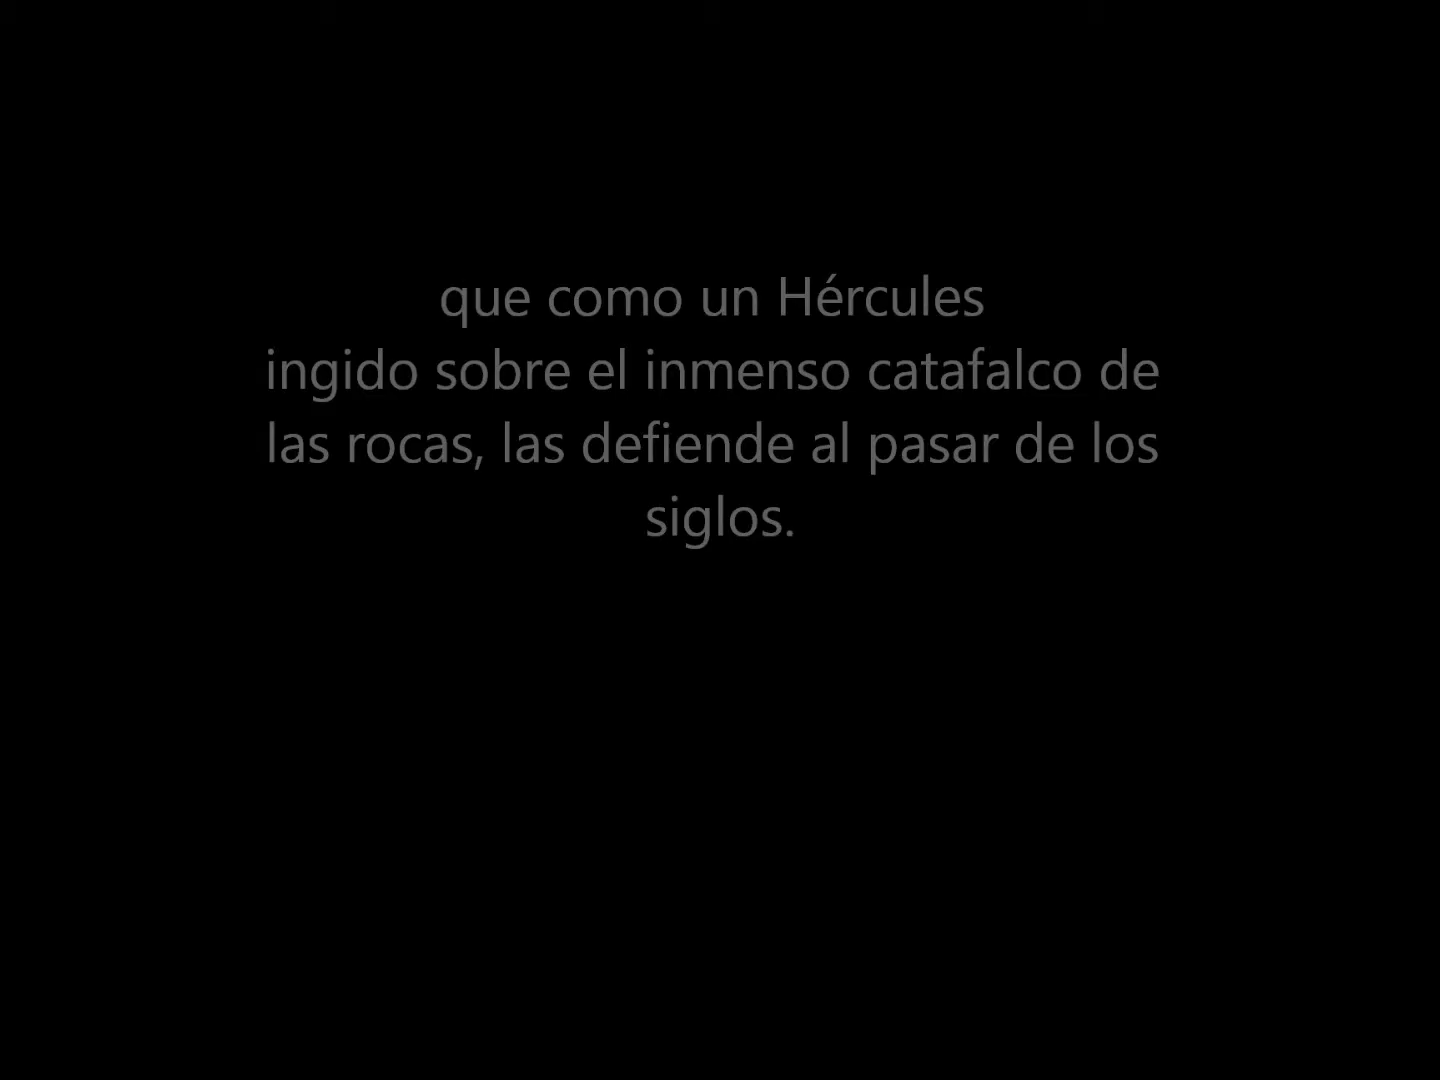 que como un Hércules
ingido sobre el inmenso catafalco de
las rocas, las defiende al pasar de los
siglos.